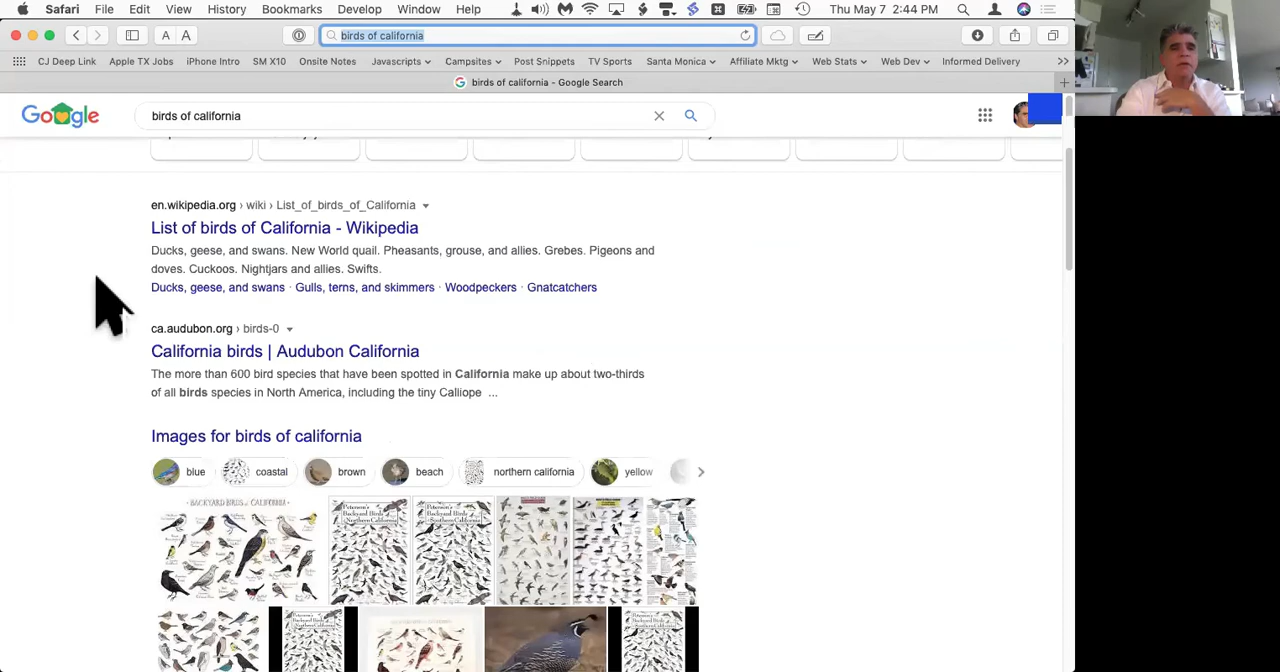 Safari File Edit View History Bookmarks Develop Window Help Thu May 7 2:44 PM
birds of california
CJ Deep Link Apple TX Jobs iPhone Intro SM X10 Onsite Notes Javascripts Campsites Post Snippets TV Sports Santa Monica Affiliate Mktg Web Stats Web Dev Informed Delivery
birds of california - Google Search
Google birds of california
en.wikipedia.org › wiki › List_of_birds_of_California
List of birds of California - Wikipedia
Ducks, geese, and swans. New World quail. Pheasants, grouse, and allies. Grebes. Pigeons and
doves. Cuckoos. Nightjars and allies. Swifts.
Ducks, geese, and swans · Gulls, terns, and skimmers · Woodpeckers · Gnatcatchers
ca.audubon.org › birds-0
California birds | Audubon California
The more than 600 bird species that have been spotted in California make up about two-thirds
of all birds species in North America, including the tiny Calliope ...
Images for birds of california
blue coastal brown beach northern california yellow
BACKYARD BIRDS of CALIFORNIA